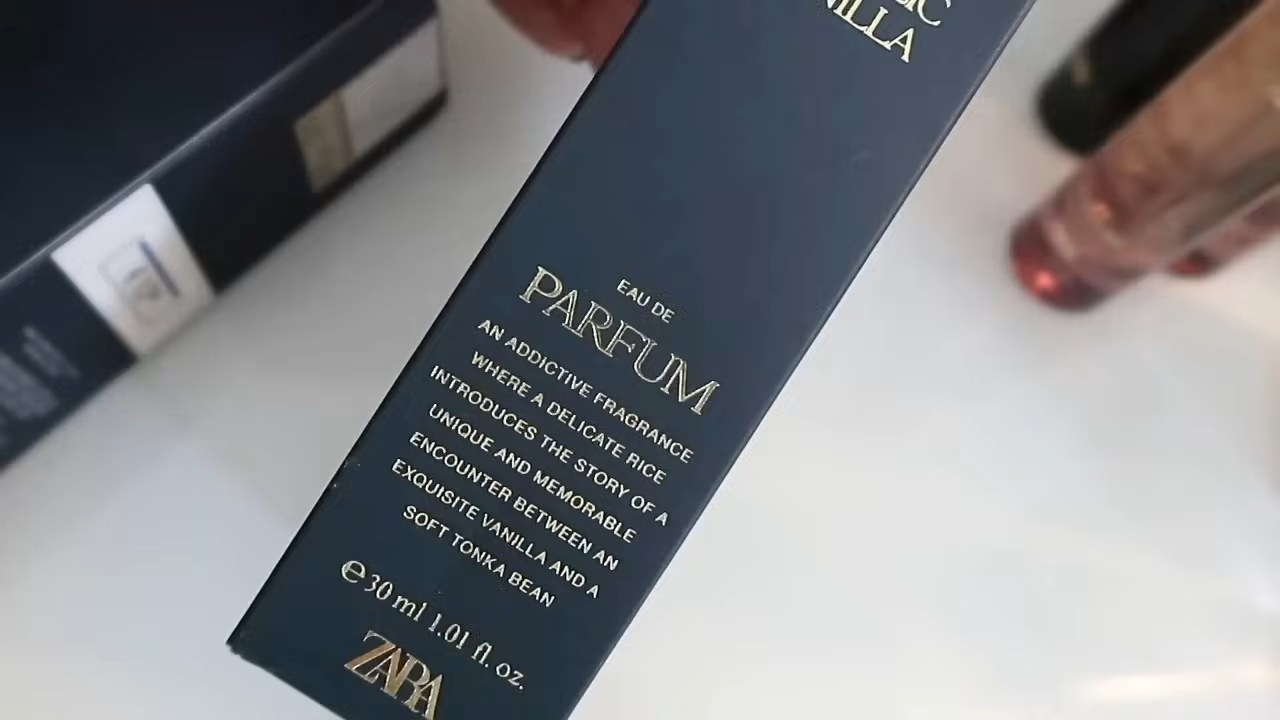 EAU DE
PARFUM
AN ADDICTIVE FRAGRANCE
WHERE A DELICATE RICE
INTRODUCES THE STORY OF A
UNIQUE AND MEMORABLE
ENCOUNTER BETWEEN AN
EXQUISITE VANILLA AND A
SOFT TONKA BEAN
e 30 ml 1.01 fl. oz.
ZARA